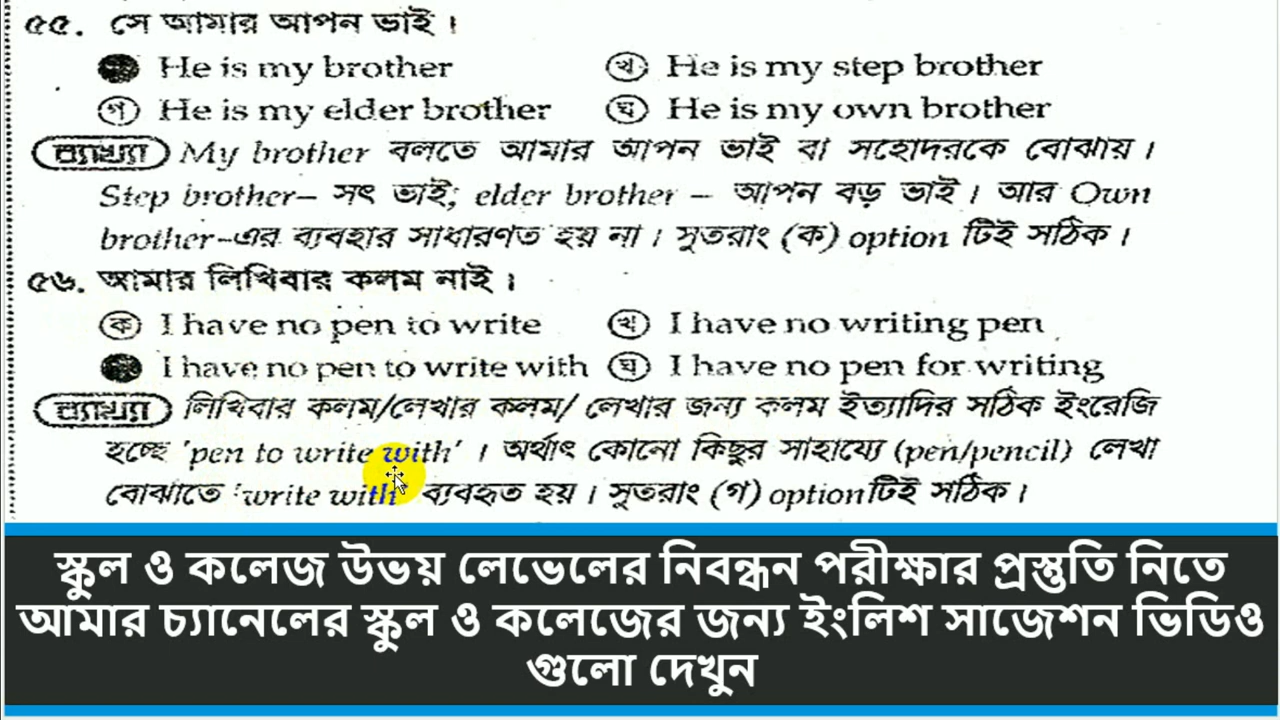 ৫৫. সে আমার আপন ভাই।
He is my brother (খ) He is my step brother
(গ) He is my elder brother (ঘ) He is my own brother
ব্যাখ্যা My brother বলতে আমার আপন ভাই বা সহোদরকে বোঝায়।
Step brother– সৎ ভাই; elder brother – আপন বড় ভাই। আর Own
brother–এর ব্যবহার সাধারণত হয় না। সুতরাং (ক) option টিই সঠিক।
৫৬. আমার লিখিবার কলম নাই।
(ক) I have no pen to write (খ) I have no writing pen
I have no pen to write with (ঘ) I have no pen for writing
ব্যাখ্যা লিখিবার কলম/লেখার কলম/ লেখার জন্য কলম ইত্যাদির সঠিক ইংরেজি
হচ্ছে 'pen to write with'। অর্থাৎ কোনো কিছুর সাহায্যে (pen/pencil) লেখা
বোঝাতে 'write with' ব্যবহৃত হয়। সুতরাং (গ) option টিই সঠিক।
স্কুল ও কলেজ উভয় লেভেলের নিবন্ধন পরীক্ষার প্রস্তুতি নিতে
আমার চ্যানেলের স্কুল ও কলেজের জন্য ইংলিশ সাজেশন ভিডিও
গুলো দেখুন